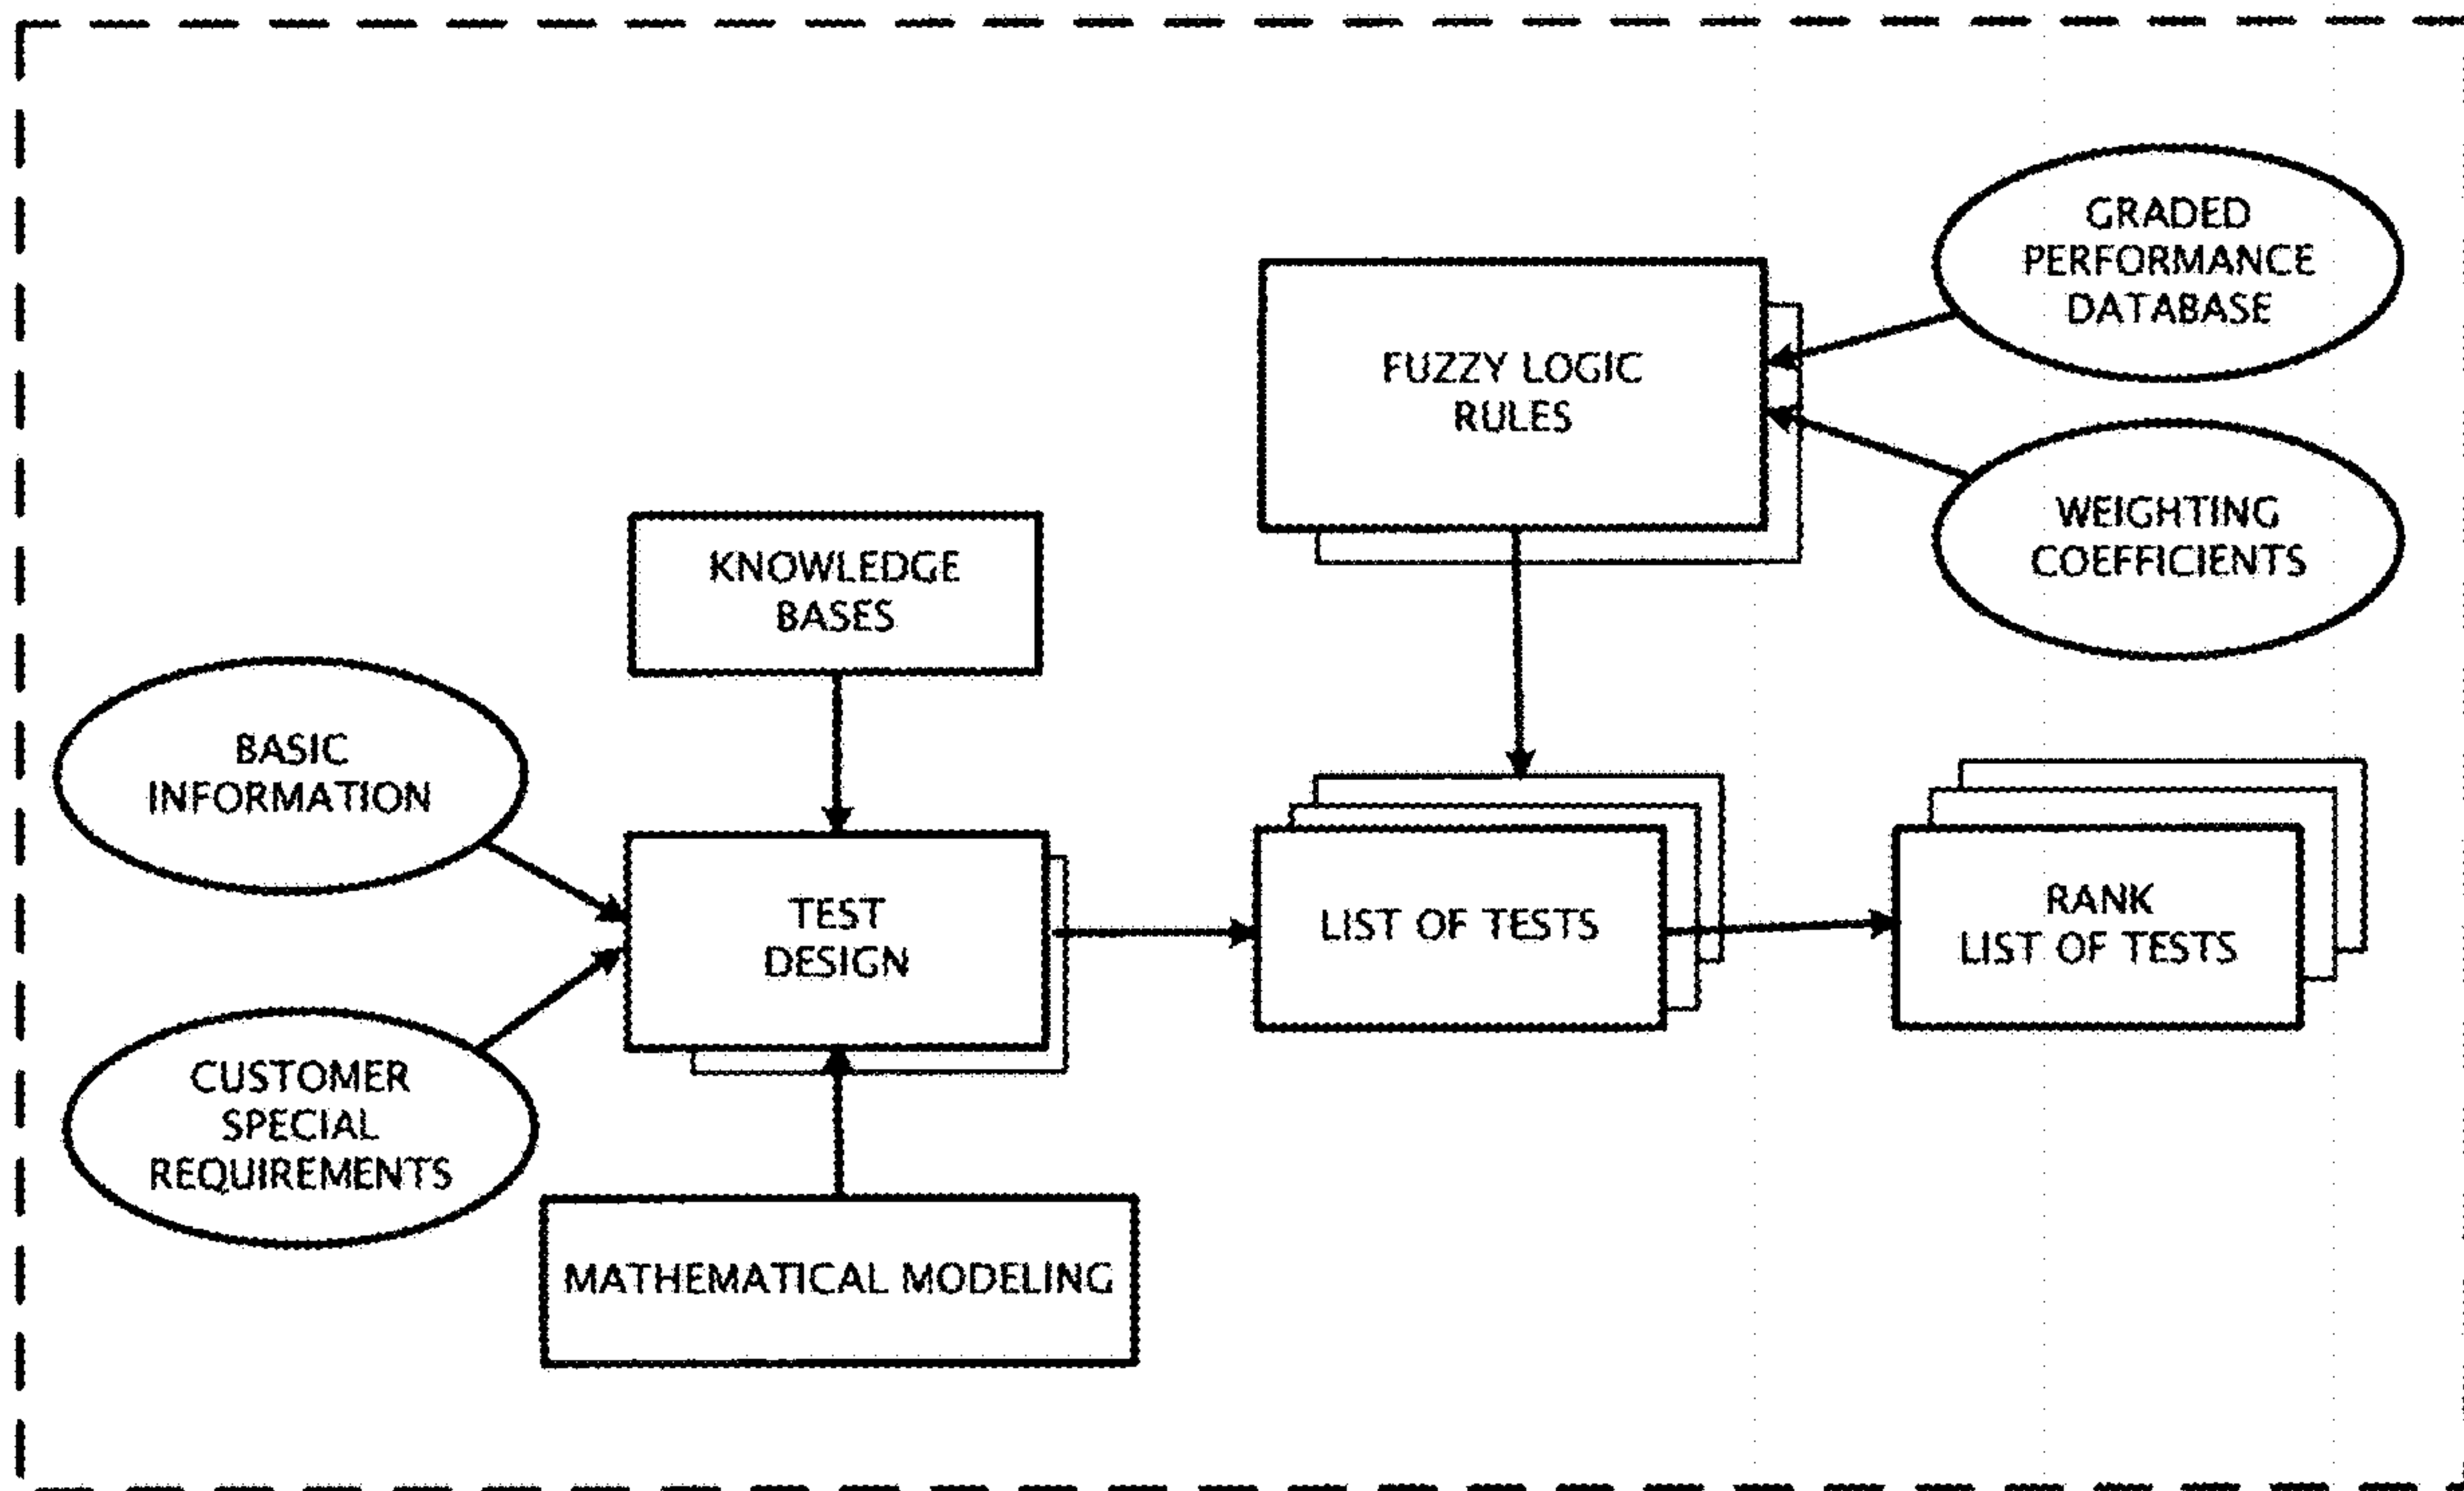 GRADED
PERFORMANCE
DATABASE
FUZZY LOGIC
RULES
WEIGHTING
COEFFICIENTS
KNOWLEDGE
BASES
BASIC
INFORMATION
TEST
DESIGN
LIST OF TESTS
RANK
LIST OF TESTS
CUSTOMER
SPECIAL
REQUIREMENTS
MATHEMATICAL MODELING